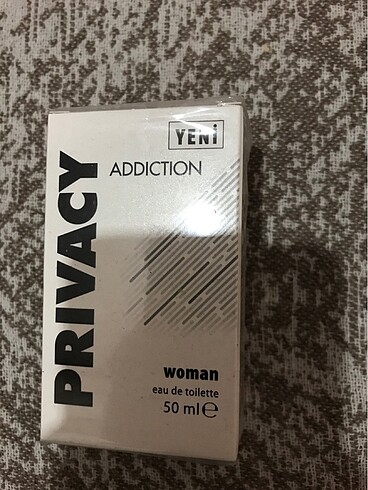 YENİ
ADDICTION
PRIVACY
woman
eau de toilette
50 ml ℮